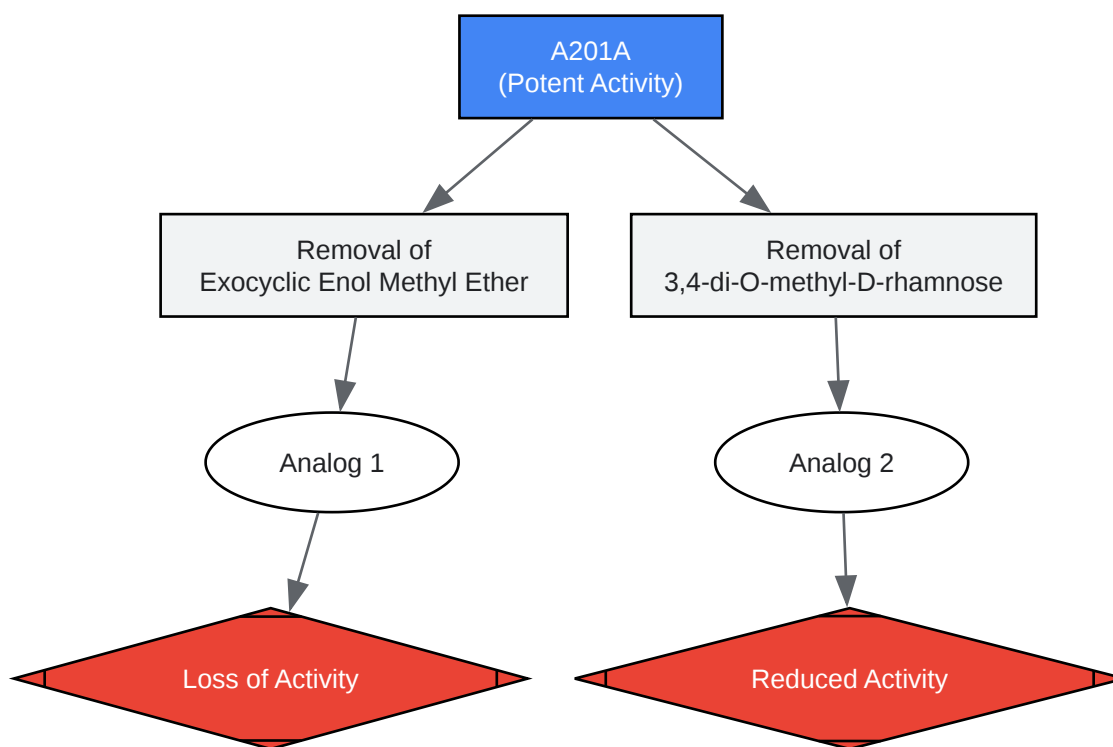 A201A
(Potent Activity)
Removal of
Exocyclic Enol Methyl Ether
Removal of
3,4-di-O-methyl-D-rhamnose
Analog 1
Analog 2
Loss of Activity
Reduced Activity